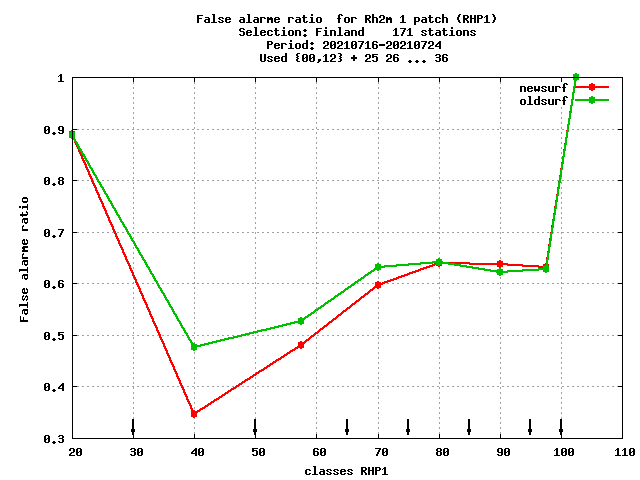 False alarme ratio  for Rh2m 1 patch (RHP1)
Selection: Finland    171 stations
Period: 20210716-20210724
Used {00,12} + 25 26 ... 36
newsurf
oldsurf
1
0.9
0.8
0.7
0.6
0.5
0.4
0.3
False alarme ratio
20 30 40 50 60 70 80 90 100 110
classes RHP1